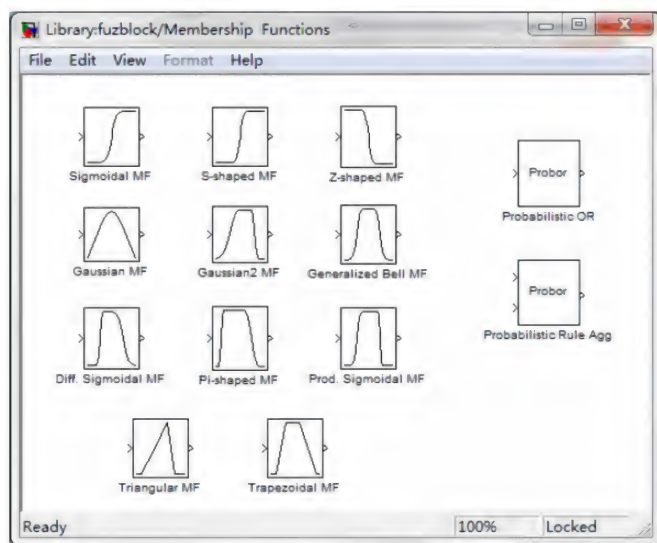 Library:fuzblock/Membership Functions
File Edit View Format Help
Sigmoidal MF S-shaped MF Z-shaped MF
Probor
Probabilistic OR
Gaussian MF Gaussian2 MF Generalized Bell MF
Probor
Probabilistic Rule Agg
Diff. Sigmoidal MF Pi-shaped MF Prod. Sigmoidal MF
Triangular MF Trapezoidal MF
Ready 100% Locked